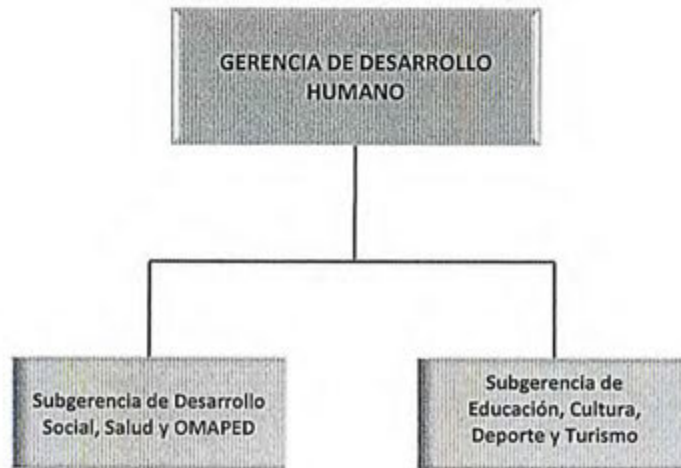 GERENCIA DE DESARROLLO
HUMANO
Subgerencia de Desarrollo
Social, Salud y OMAPED
Subgerencia de
Educación, Cultura,
Deporte y Turismo